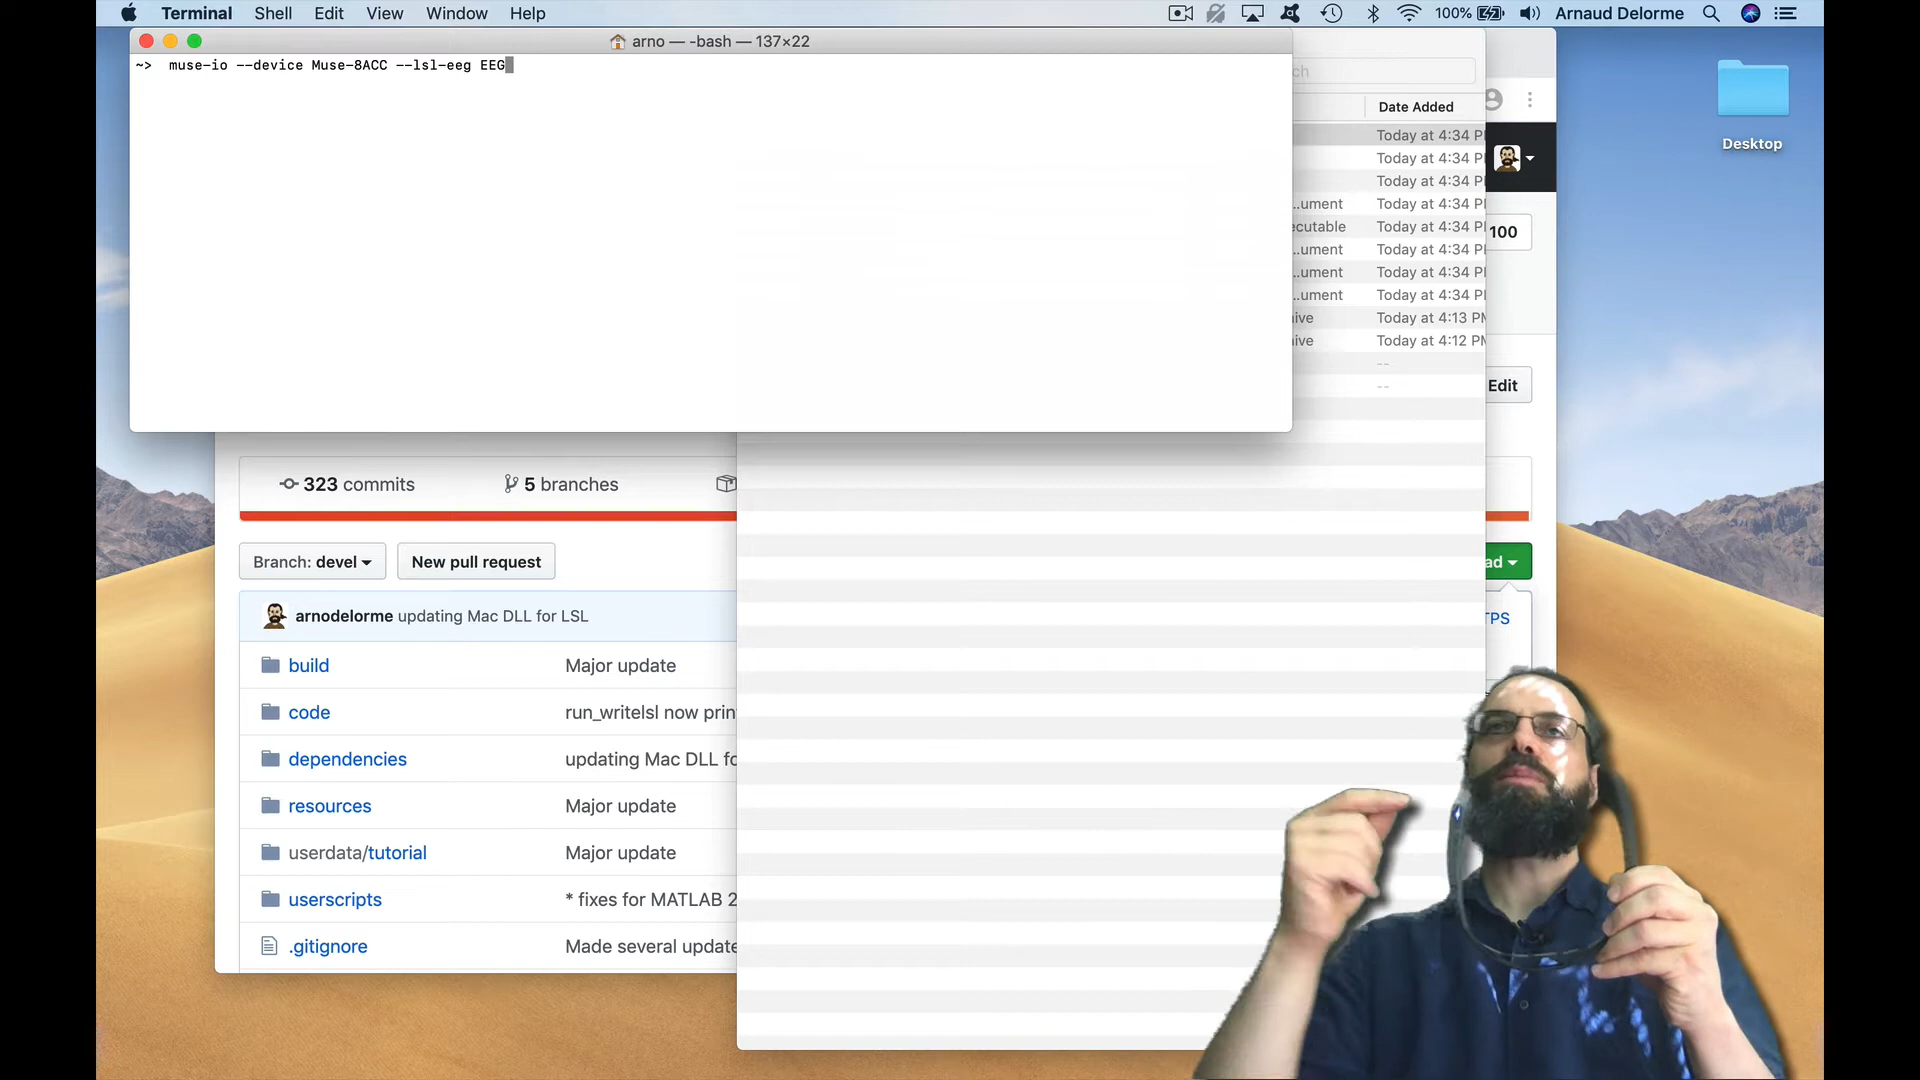 Terminal Shell Edit View Window Help 100% Arnaud Delorme
arno — -bash — 137×22
~> muse-io --device Muse-8ACC --lsl-eeg EEG
ch
Date Added
Today at 4:34 P
Today at 4:34 P
Today at 4:34 P
...ument Today at 4:34 P
ecutable Today at 4:34 P
...ument Today at 4:34 P
...ument Today at 4:34 P
...ument Today at 4:34 P
ive Today at 4:13 PM
ive Today at 4:12 PM
--
--
Desktop
100
Edit
323 commits 5 branches
Branch: devel New pull request
ad
arnodelorme updating Mac DLL for LSL
TPS
build Major update
code run_writelsl now prin
dependencies updating Mac DLL fo
resources Major update
userdata/tutorial Major update
userscripts * fixes for MATLAB 2
.gitignore Made several update